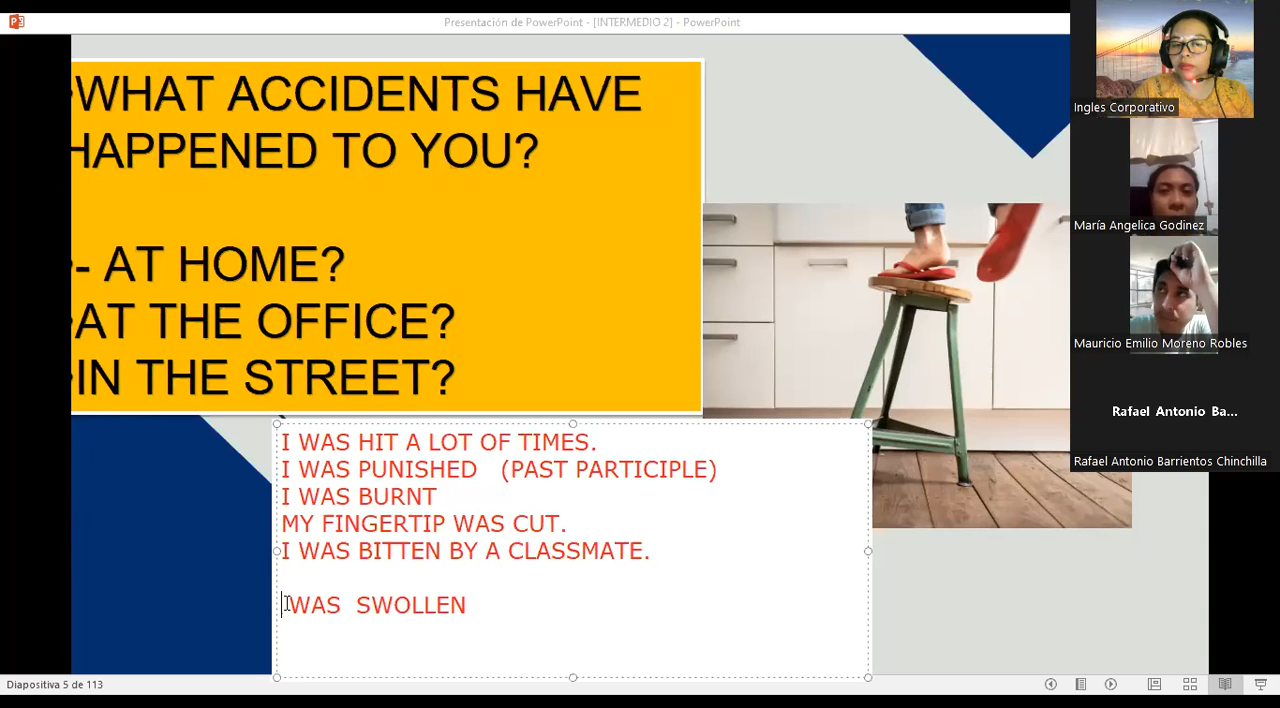 Presentación de PowerPoint - [INTERMEDIO 2] - PowerPoint
WHAT ACCIDENTS HAVE
HAPPENED TO YOU?
- AT HOME?
AT THE OFFICE?
IN THE STREET?
I WAS HIT A LOT OF TIMES.
I WAS PUNISHED (PAST PARTICIPLE)
I WAS BURNT
MY FINGERTIP WAS CUT.
I WAS BITTEN BY A CLASSMATE.
WAS SWOLLEN
Diapositiva 5 de 113
Ingles Corporativo
María Angelica Godinez
Mauricio Emilio Moreno Robles
Rafael Antonio Ba...
Rafael Antonio Barrientos Chinchilla